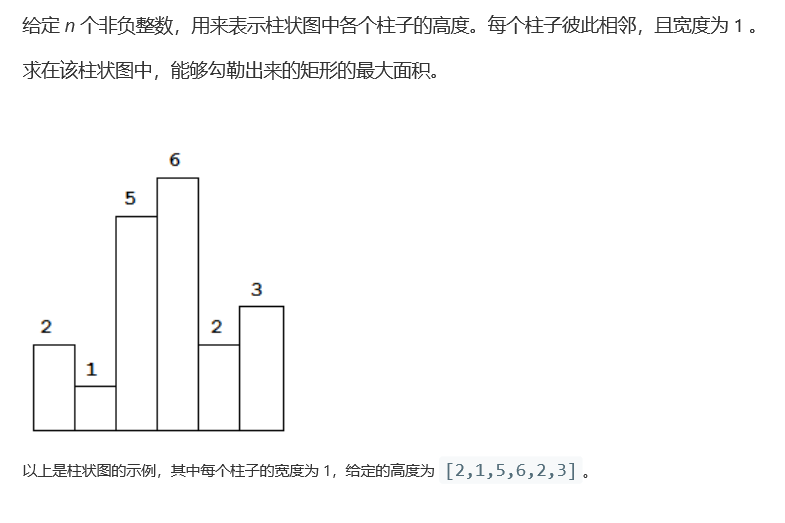 给定 n 个非负整数，用来表示柱状图中各个柱子的高度。每个柱子彼此相邻，且宽度为 1 。
求在该柱状图中，能够勾勒出来的矩形的最大面积。
6
5
3
2
2
1
以上是柱状图的示例，其中每个柱子的宽度为 1，给定的高度为 [2,1,5,6,2,3] 。